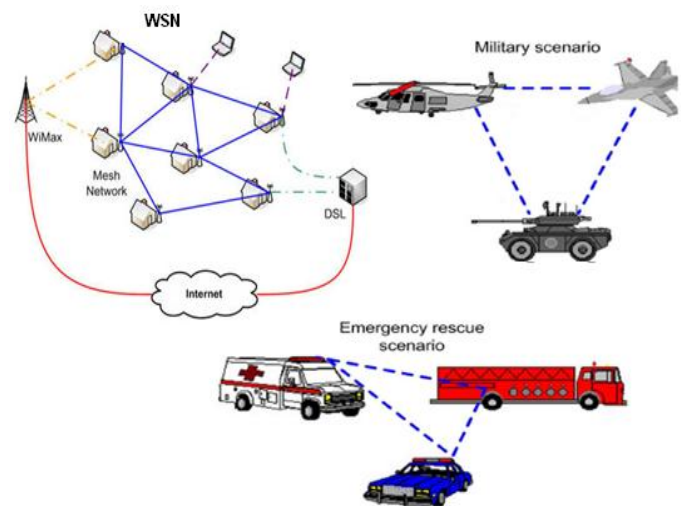 WSN
WiMax
Mesh
Network
DSL
Internet
Military scenario
Emergency rescue
scenario